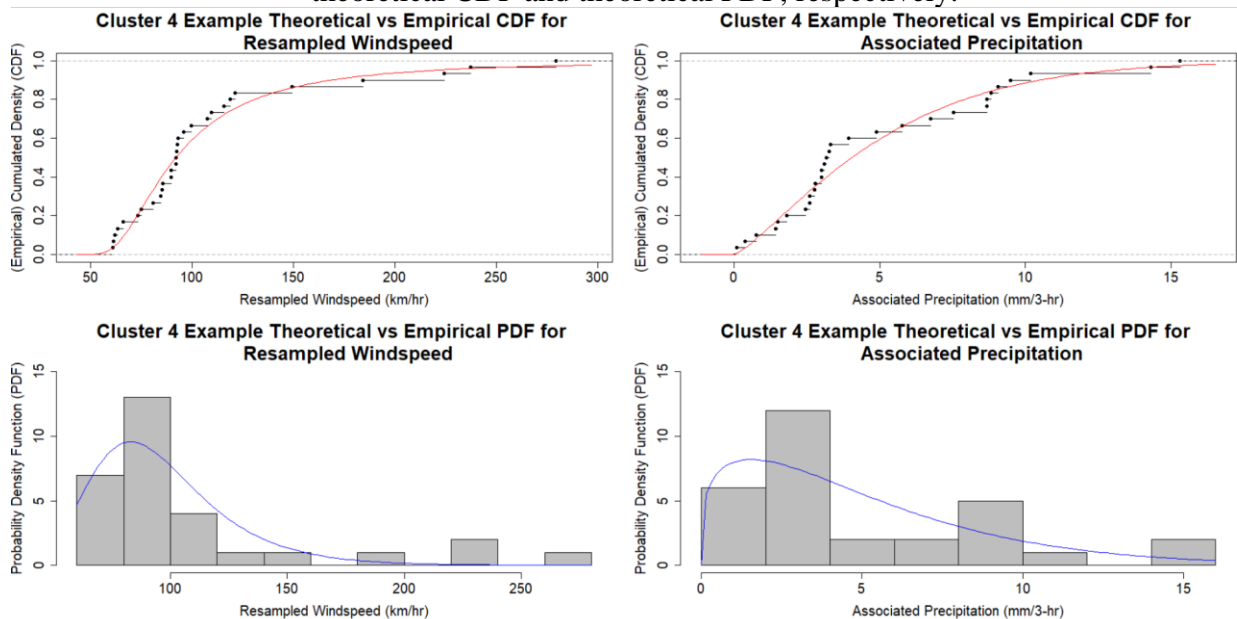 theoretical CDF and theoretical PDF, respectively.
Cluster 4 Example Theoretical vs Empirical CDF for
Resampled Windspeed
(Empirical) Cumulated Density (CDF)
1.0
0.8
0.6
0.4
0.2
0.0
50 100 150 200 250 300
Resampled Windspeed (km/hr)
Cluster 4 Example Theoretical vs Empirical CDF for
Associated Precipitation
(Empirical) Cumulated Density (CDF)
1.0
0.8
0.6
0.4
0.2
0.0
0 5 10 15
Associated Precipitation (mm/3-hr)
Cluster 4 Example Theoretical vs Empirical PDF for
Resampled Windspeed
Probability Density Function (PDF)
15
10
5
0
100 150 200 250
Resampled Windspeed (km/hr)
Cluster 4 Example Theoretical vs Empirical PDF for
Associated Precipitation
Probability Density Function (PDF)
15
10
5
0
0 5 10 15
Associated Precipitation (mm/3-hr)